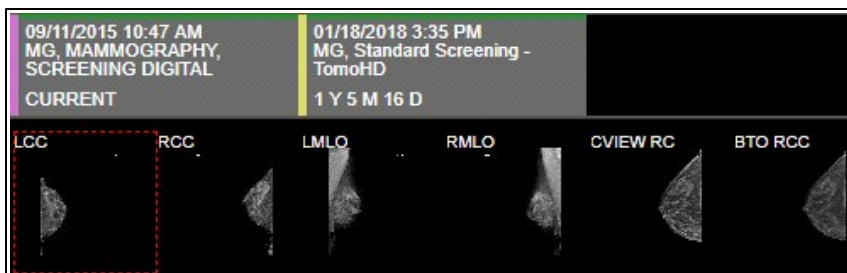 09/11/2015 10:47 AM
MG, MAMMOGRAPHY,
SCREENING DIGITAL
CURRENT
01/18/2018 3:35 PM
MG, Standard Screening -
TomoHD
1 Y 5 M 16 D
LCC RCC LMLO RMLO CVIEW RC BTO RCC